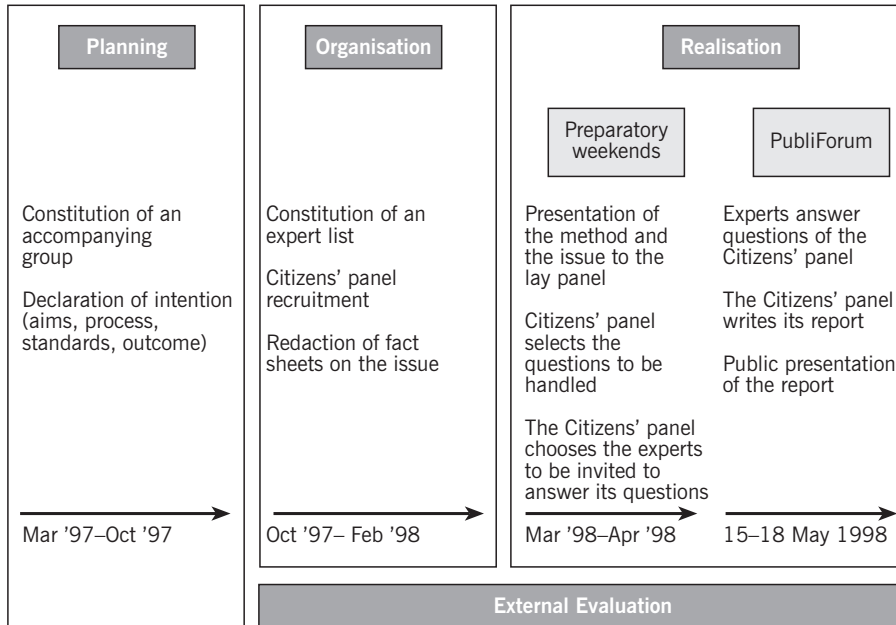 Planning
Constitution of an
accompanying
group
Declaration of intention
(aims, process,
standards, outcome)
Mar '97–Oct '97
Organisation
Constitution of an
expert list
Citizens' panel
recruitment
Redaction of fact
sheets on the issue
Oct '97– Feb '98
Realisation
Preparatory
weekends
Presentation of
the method and
the issue to the
lay panel
Citizens' panel
selects the
questions to be
handled
The Citizens' panel
chooses the experts
to be invited to
answer its questions
Mar '98–Apr '98
PubliForum
Experts answer
questions of the
Citizens' panel
The Citizens' panel
writes its report
Public presentation
of the report
15–18 May 1998
External Evaluation